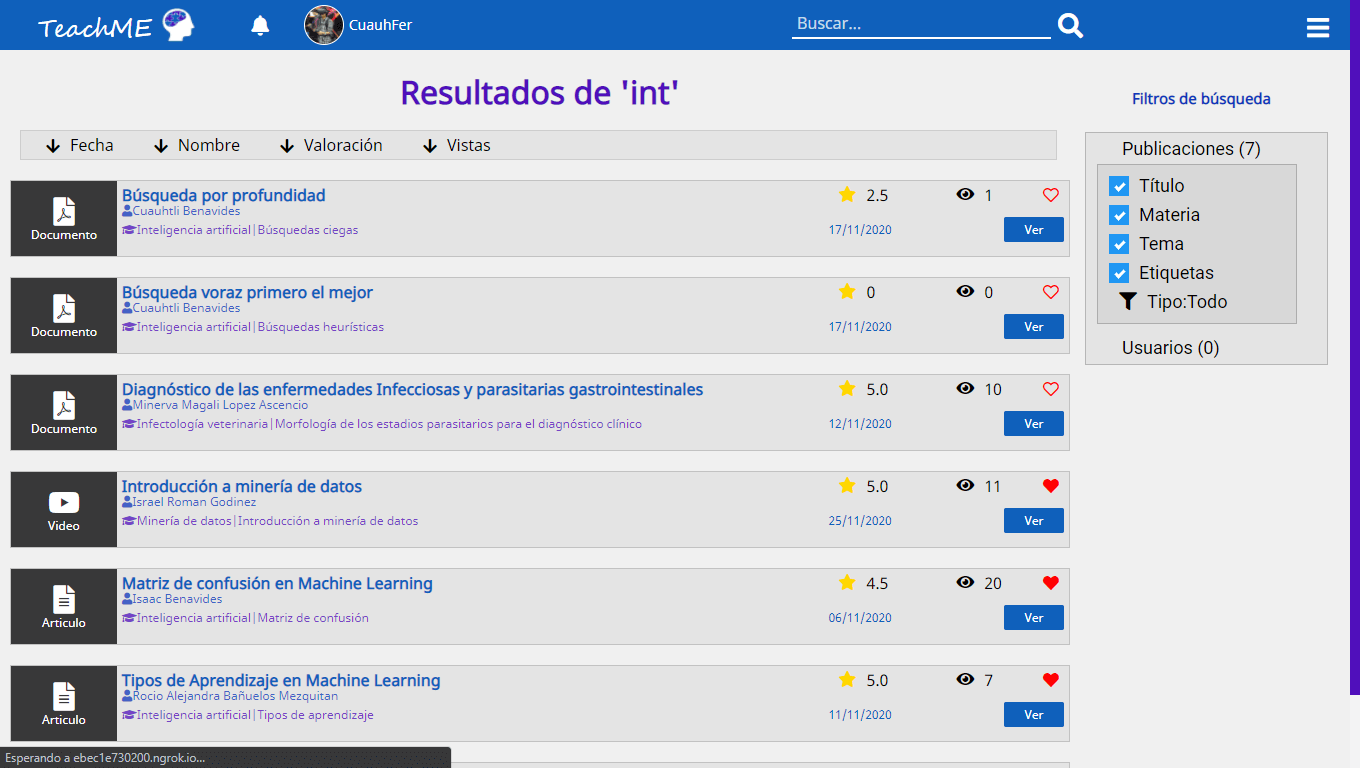 TeachME
CuauhFer
Buscar...
Resultados de 'int'
Filtros de búsqueda
Fecha Nombre Valoración Vistas
Publicaciones (7)
Título
Materia
Tema
Etiquetas
Tipo:Todo
Usuarios (0)
Documento
Búsqueda por profundidad
Cuauhtli Benavides
Inteligencia artificial|Búsquedas ciegas
2.5 1
17/11/2020 Ver
Documento
Búsqueda voraz primero el mejor
Cuauhtli Benavides
Inteligencia artificial|Búsquedas heurísticas
0 0
17/11/2020 Ver
Documento
Diagnóstico de las enfermedades Infecciosas y parasitarias gastrointestinales
Minerva Magali Lopez Ascencio
Infectología veterinaria|Morfología de los estadios parasitarios para el diagnóstico clínico
5.0 10
12/11/2020 Ver
Video
Introducción a minería de datos
Israel Roman Godinez
Minería de datos|Introducción a minería de datos
5.0 11
25/11/2020 Ver
Articulo
Matriz de confusión en Machine Learning
Isaac Benavides
Inteligencia artificial|Matriz de confusión
4.5 20
06/11/2020 Ver
Articulo
Tipos de Aprendizaje en Machine Learning
Rocio Alejandra Bañuelos Mezquitan
Inteligencia artificial|Tipos de aprendizaje
5.0 7
11/11/2020 Ver
Esperando a ebec1e730200.ngrok.io...